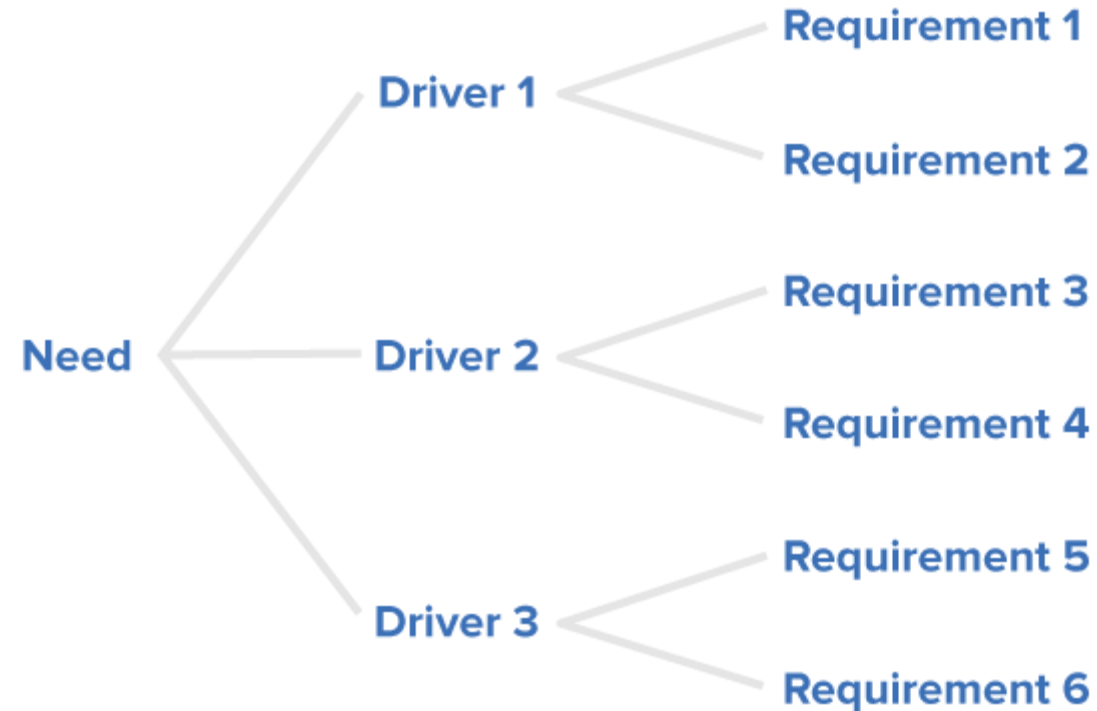 Need
Driver 1
Requirement 1
Requirement 2
Driver 2
Requirement 3
Requirement 4
Driver 3
Requirement 5
Requirement 6